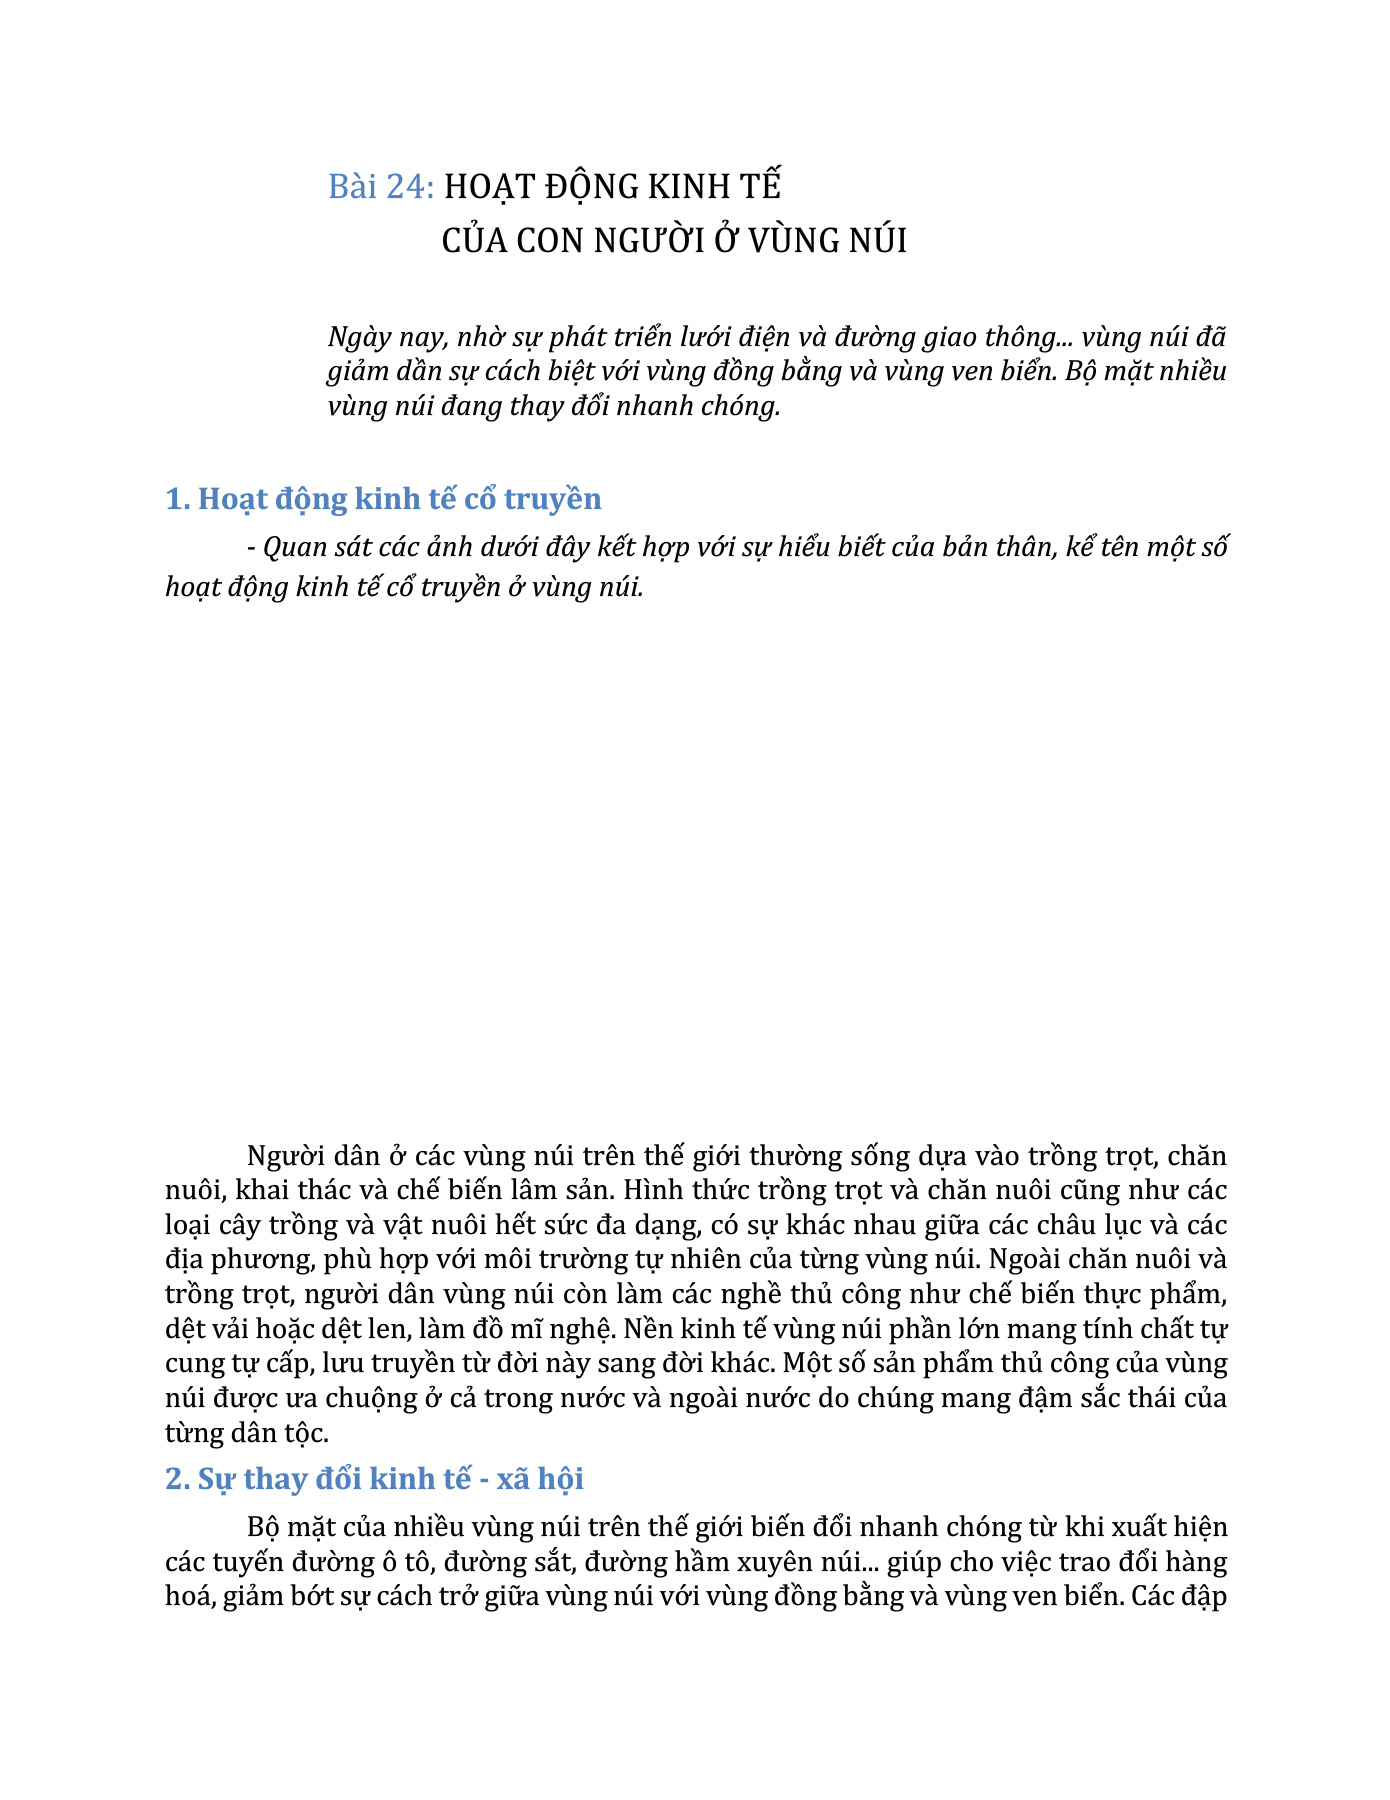 Bài 24: HOẠT ĐỘNG KINH TẾ
CỦA CON NGƯỜI Ở VÙNG NÚI
Ngày nay, nhờ sự phát triển lưới điện và đường giao thông... vùng núi đã
giảm dần sự cách biệt với vùng đồng bằng và vùng ven biển. Bộ mặt nhiều
vùng núi đang thay đổi nhanh chóng.
1. Hoạt động kinh tế cổ truyền
- Quan sát các ảnh dưới đây kết hợp với sự hiểu biết của bản thân, kể tên một số
hoạt động kinh tế cổ truyền ở vùng núi.
Người dân ở các vùng núi trên thế giới thường sống dựa vào trồng trọt, chăn
nuôi, khai thác và chế biến lâm sản. Hình thức trồng trọt và chăn nuôi cũng như các
loại cây trồng và vật nuôi hết sức đa dạng, có sự khác nhau giữa các châu lục và các
địa phương, phù hợp với môi trường tự nhiên của từng vùng núi. Ngoài chăn nuôi và
trồng trọt, người dân vùng núi còn làm các nghề thủ công như chế biến thực phẩm,
dệt vải hoặc dệt len, làm đồ mĩ nghệ. Nền kinh tế vùng núi phần lớn mang tính chất tự
cung tự cấp, lưu truyền từ đời này sang đời khác. Một số sản phẩm thủ công của vùng
núi được ưa chuộng ở cả trong nước và ngoài nước do chúng mang đậm sắc thái của
từng dân tộc.
2. Sự thay đổi kinh tế - xã hội
Bộ mặt của nhiều vùng núi trên thế giới biến đổi nhanh chóng từ khi xuất hiện
các tuyến đường ô tô, đường sắt, đường hầm xuyên núi... giúp cho việc trao đổi hàng
hoá, giảm bớt sự cách trở giữa vùng núi với vùng đồng bằng và vùng ven biển. Các đập